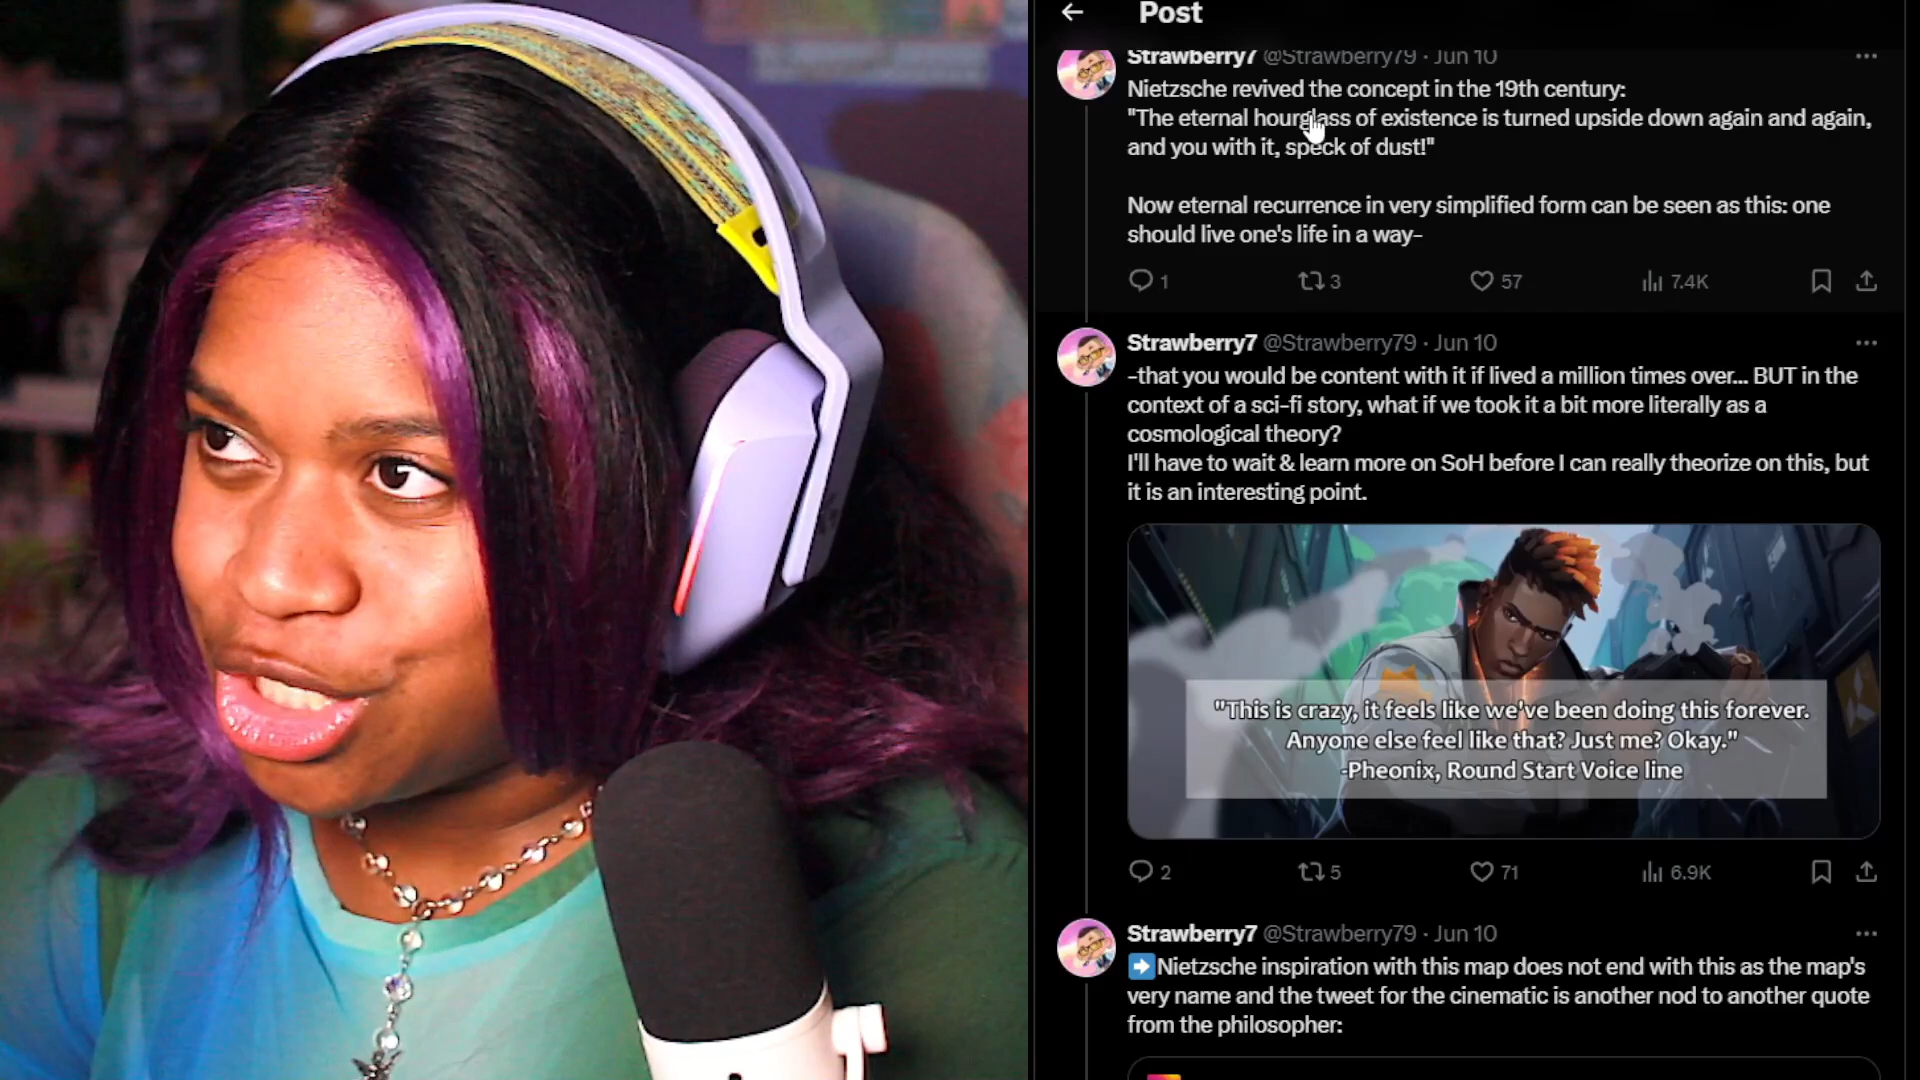 Post
Strawberry7 @Strawberry79 · Jun 10
Nietzsche revived the concept in the 19th century:
"The eternal hourglass of existence is turned upside down again and again,
and you with it, speck of dust!"
Now eternal recurrence in very simplified form can be seen as this: one
should live one's life in a way-
1 3 57 7.4K
Strawberry7 @Strawberry79 · Jun 10
-that you would be content with it if lived a million times over... BUT in the
context of a sci-fi story, what if we took it a bit more literally as a
cosmological theory?
I'll have to wait & learn more on SoH before I can really theorize on this, but
it is an interesting point.
"This is crazy, it feels like we've been doing this forever.
Anyone else feel like that? Just me? Okay."
-Pheonix, Round Start Voice line
2 5 71 6.9K
Strawberry7 @Strawberry79 · Jun 10
➡️Nietzsche inspiration with this map does not end with this as the map's
very name and the tweet for the cinematic is another nod to another quote
from the philosopher: